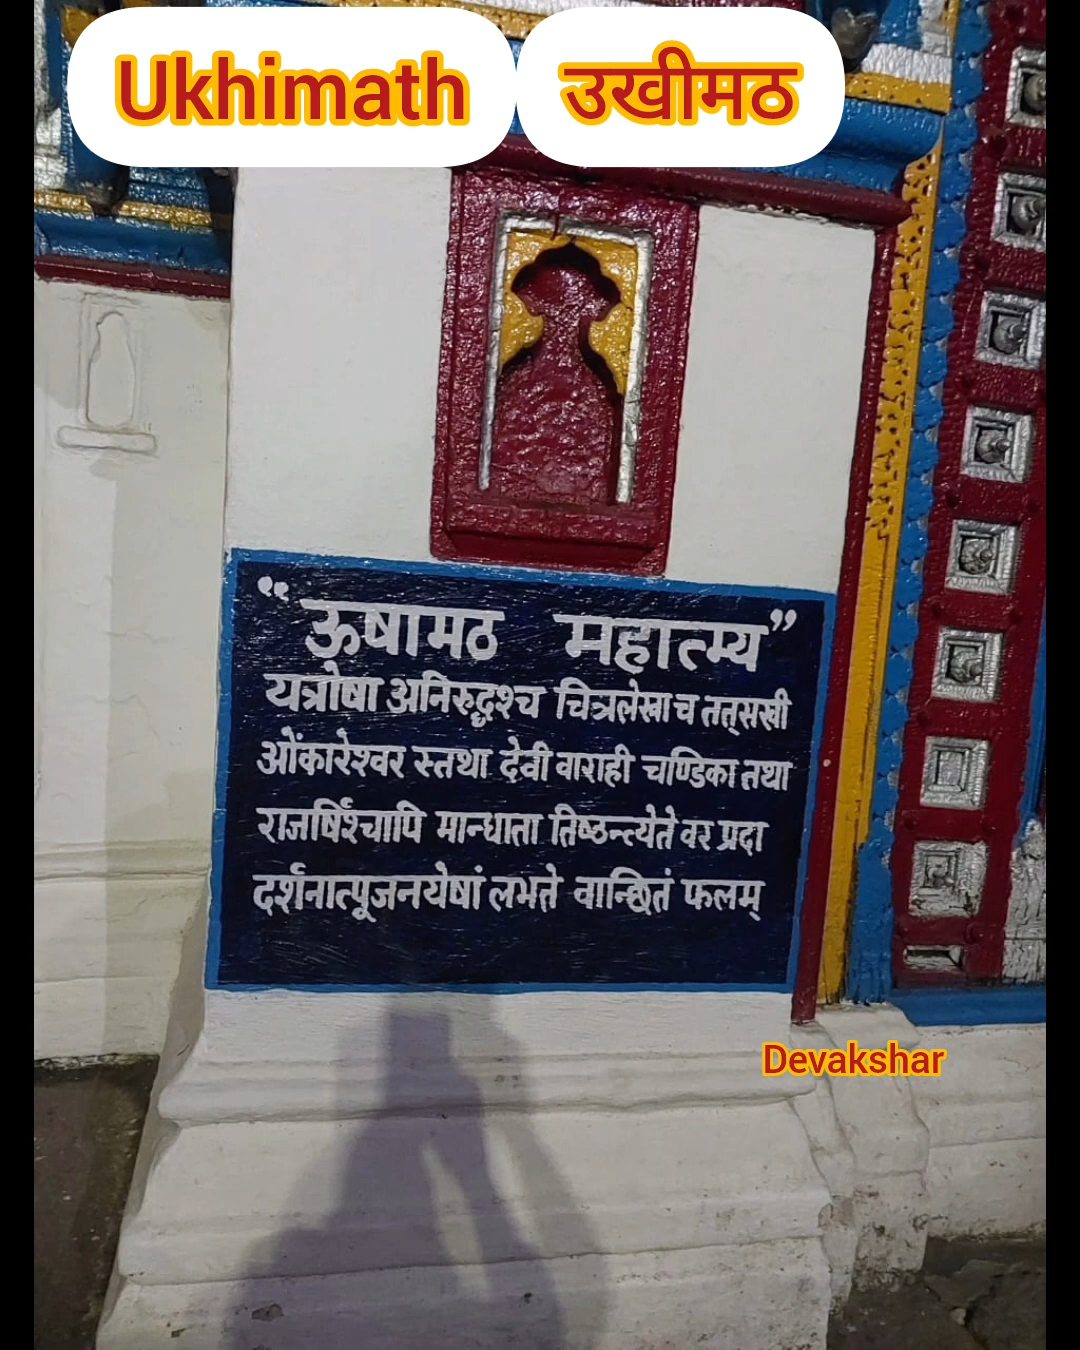 Ukhimath उखीमठ
“ ऊषामठ महात्म्य ”
यत्रोषा अनिरुद्धश्च चित्रलेखा च तत्सखी
ओंकारेश्वर स्तथा देवी वाराही चण्डिका तथा
राजर्षिश्चापि मान्धाता तिष्ठन्त्येते वर प्रदा
दर्शनात्पूजनयेषां लभते वान्छितं फलम्
Devakshar